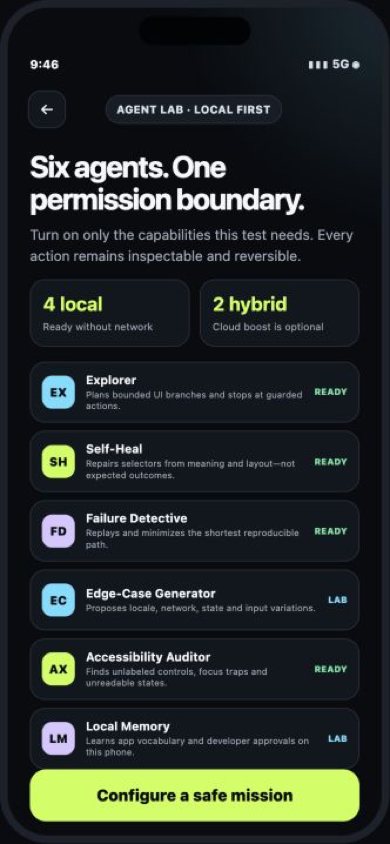 9:46
5G
AGENT LAB · LOCAL FIRST
Six agents. One
permission boundary.
Turn on only the capabilities this test needs. Every
action remains inspectable and reversible.
4 local
Ready without network
2 hybrid
Cloud boost is optional
EX
Explorer
Plans bounded UI branches and stops at guarded
actions.
READY
SH
Self-Heal
Repairs selectors from meaning and layout—not
expected outcomes.
READY
FD
Failure Detective
Replays and minimizes the shortest reproducible
path.
READY
EC
Edge-Case Generator
Proposes locale, network, state and input variations.
LAB
AX
Accessibility Auditor
Finds unlabeled controls, focus traps and
unreadable states.
READY
LM
Local Memory
Learns app vocabulary and developer approvals on
this phone.
LAB
Configure a safe mission